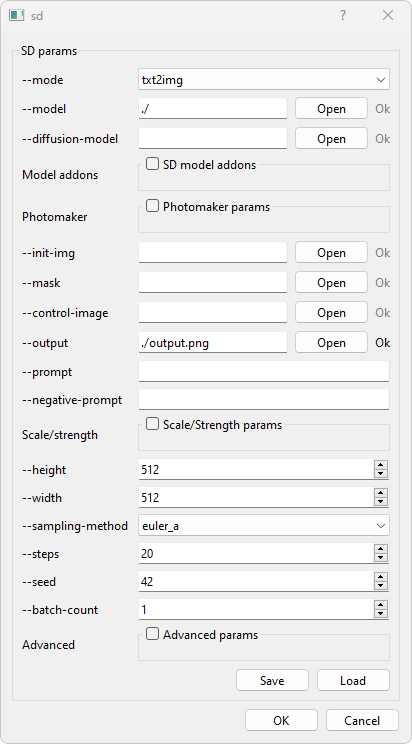 sd ?
SD params
--mode txt2img
--model ./ Open Ok
--diffusion-model Open Ok
Model addons SD model addons
Photomaker Photomaker params
--init-img Open Ok
--mask Open Ok
--control-image Open Ok
--output ./output.png Open Ok
--prompt
--negative-prompt
Scale/strength Scale/Strength params
--height 512
--width 512
--sampling-method euler_a
--steps 20
--seed 42
--batch-count 1
Advanced Advanced params
Save Load
OK Cancel